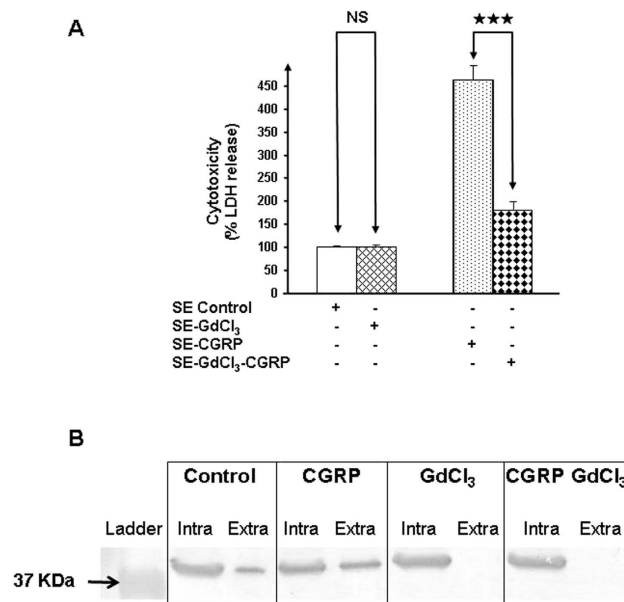 A
NS
★★★
Cytotoxicity
(% LDH release)
450
400
350
300
250
200
150
100
50
0
SE Control + - - -
SE-GdCl₃ - + - -
SE-CGRP - - + -
SE-GdCl₃-CGRP - - - +
B
Control CGRP GdCl₃ CGRP GdCl₃
Ladder Intra Extra Intra Extra Intra Extra Intra Extra
37 KDa